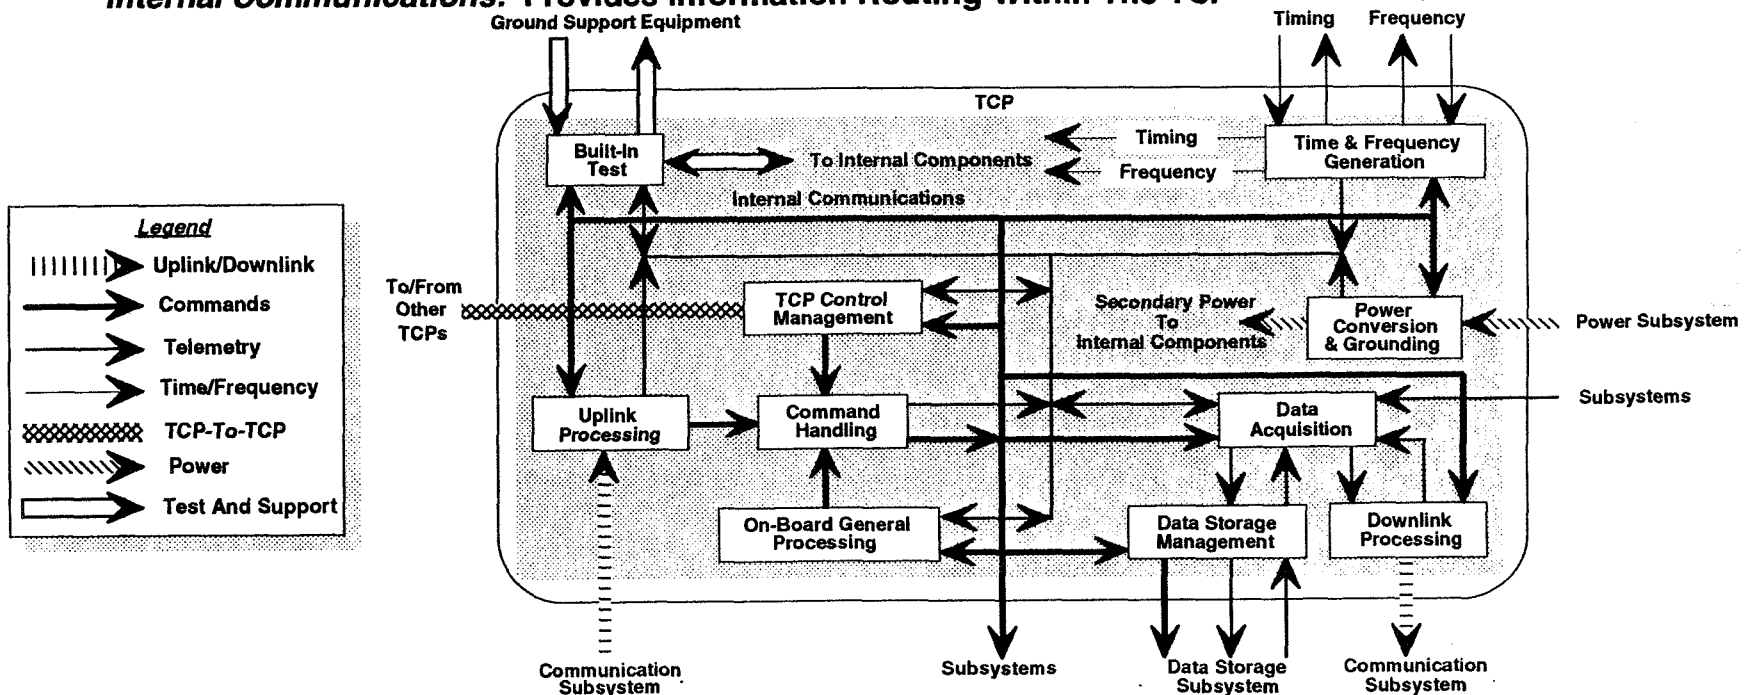 Internal Communications: Provides Information Routing Within The TCP
Ground Support Equipment
Timing
Frequency
TCP
Built-In
Test
To Internal Components
Timing
Frequency
Time & Frequency
Generation
Internal Communications
Legend
Uplink/Downlink
Commands
Telemetry
Time/Frequency
TCP-To-TCP
Power
Test And Support
To/From
Other
TCPs
TCP Control
Management
Secondary Power
To
Internal Components
Power
Conversion
& Grounding
Power Subsystem
Uplink
Processing
Command
Handling
Data
Acquisition
Subsystems
On-Board General
Processing
Data Storage
Management
Downlink
Processing
Communication
Subsystem
Subsystems
Data Storage
Subsystem
Communication
Subsystem